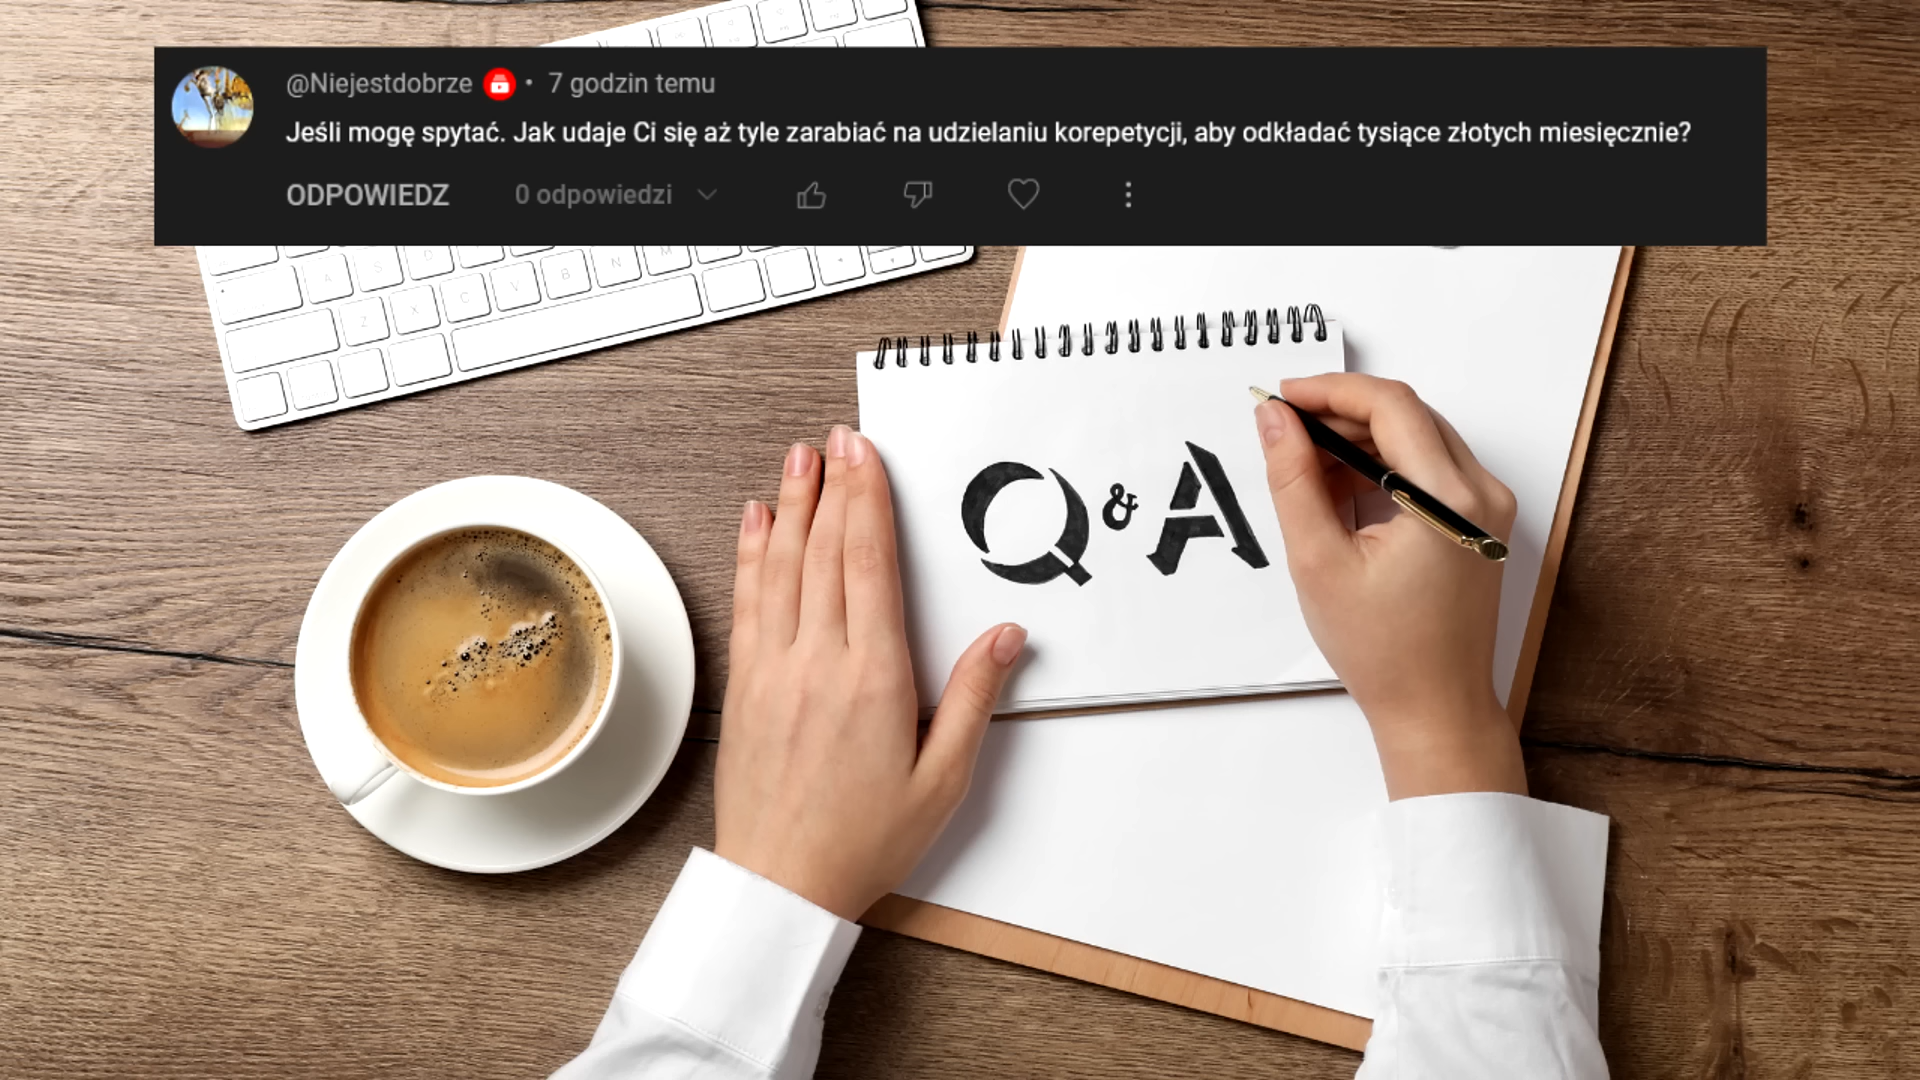 @Niejestdobrze • 7 godzin temu
Jeśli mogę spytać. Jak udaje Ci się aż tyle zarabiać na udzielaniu korepetycji, aby odkładać tysiące złotych miesięcznie?
ODPOWIEDZ 0 odpowiedzi
A S D
Z X C V B N M
Q & A